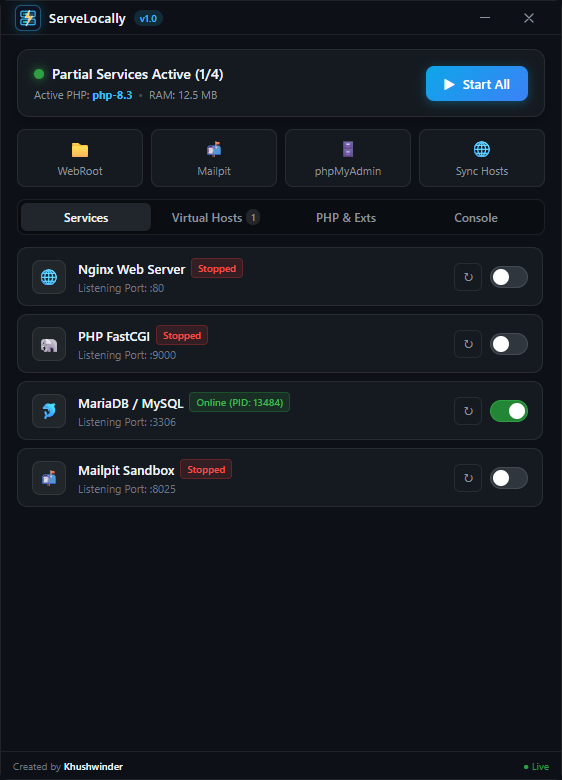 ServeLocally v1.0
Partial Services Active (1/4)
Active PHP: php-8.3 • RAM: 12.5 MB
Start All
WebRoot
Mailpit
phpMyAdmin
Sync Hosts
Services
Virtual Hosts 1
PHP & Exts
Console
Nginx Web Server Stopped
Listening Port: :80
PHP FastCGI Stopped
Listening Port: :9000
MariaDB / MySQL Online (PID: 13484)
Listening Port: :3306
Mailpit Sandbox Stopped
Listening Port: :8025
Created by Khushwinder
● Live